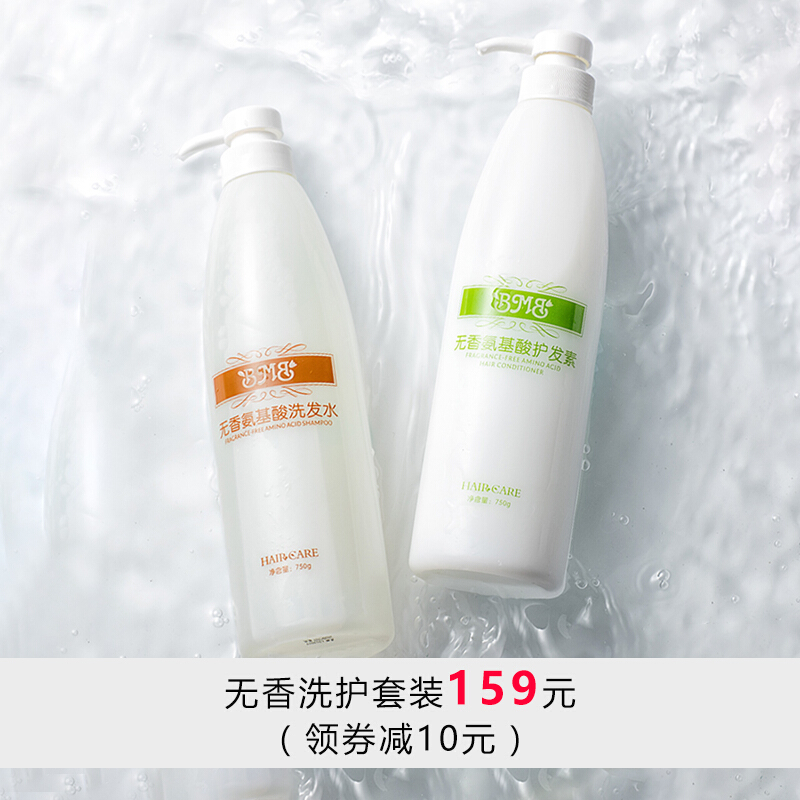 BMB
无香氨基酸洗发水
FRAGRANCE-FREE AMINO ACID SHAMPOO
HAIR CARE
净含量：750g
BMB
无香氨基酸护发素
FRAGRANCE-FREE AMINO ACID
HAIR CONDITIONER
HAIR CARE
净含量：750g
无香洗护套装159元
（领券减10元）